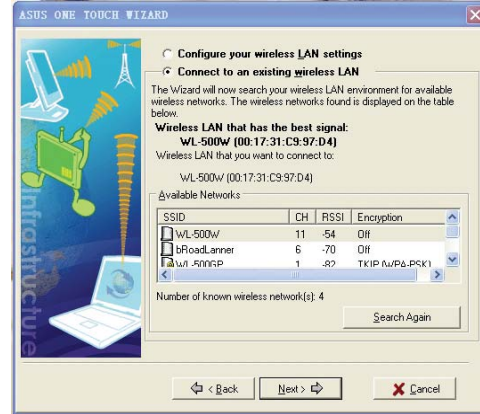 ASUS ONE TOUCH WIZARD
Configure your wireless LAN settings
Connect to an existing wireless LAN
The Wizard will now search your wireless LAN environment for available
wireless networks. The wireless networks found is displayed on the table
below.
Wireless LAN that has the best signal:
WL-500W (00:17:31:C9:97:D4)
Wireless LAN that you want to connect to:
WL-500W (00:17:31:C9:97:D4)
Available Networks
SSID CH RSSI Encryption
WL-500W 11 -54 Off
bRoadLanner 6 -70 Off
WL-500GP 1 -82 TKIP (WPA-PSK)
Number of known wireless network(s): 4
Search Again
< Back Next > Cancel
Infrastructure